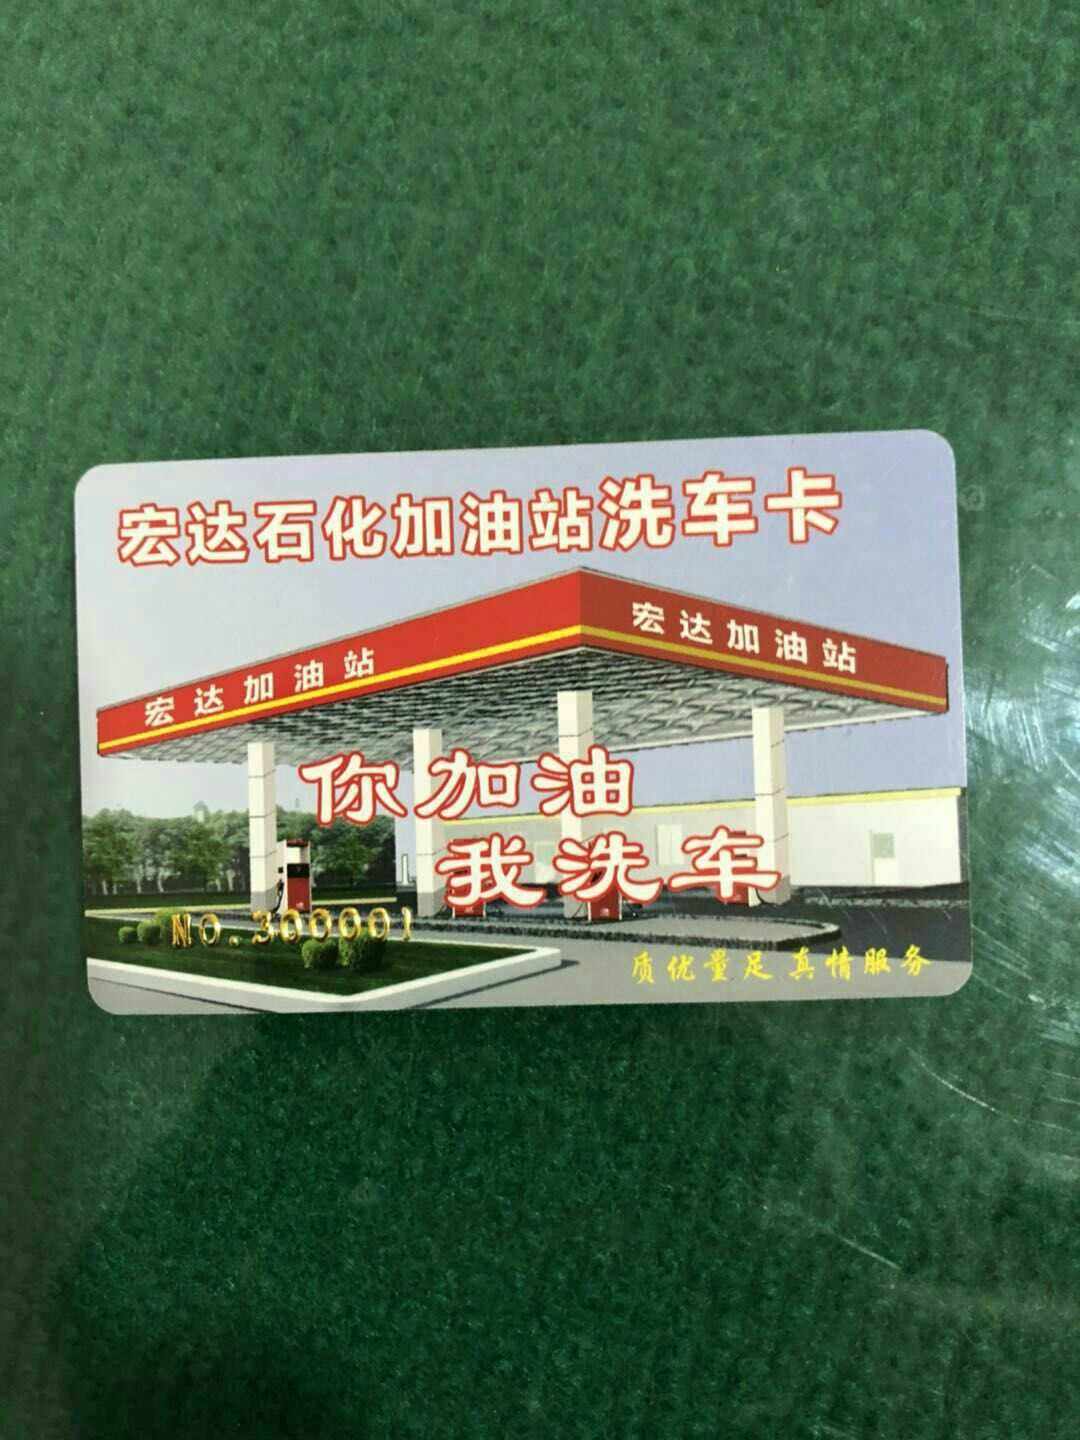 宏达石化加油站洗车卡
宏达加油站
宏达加油站
你加油
我洗车
NO.300001
质优量足 真情服务